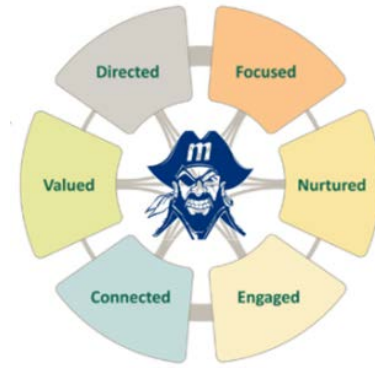 Directed
Focused
m
Valued
Nurtured
Connected
Engaged